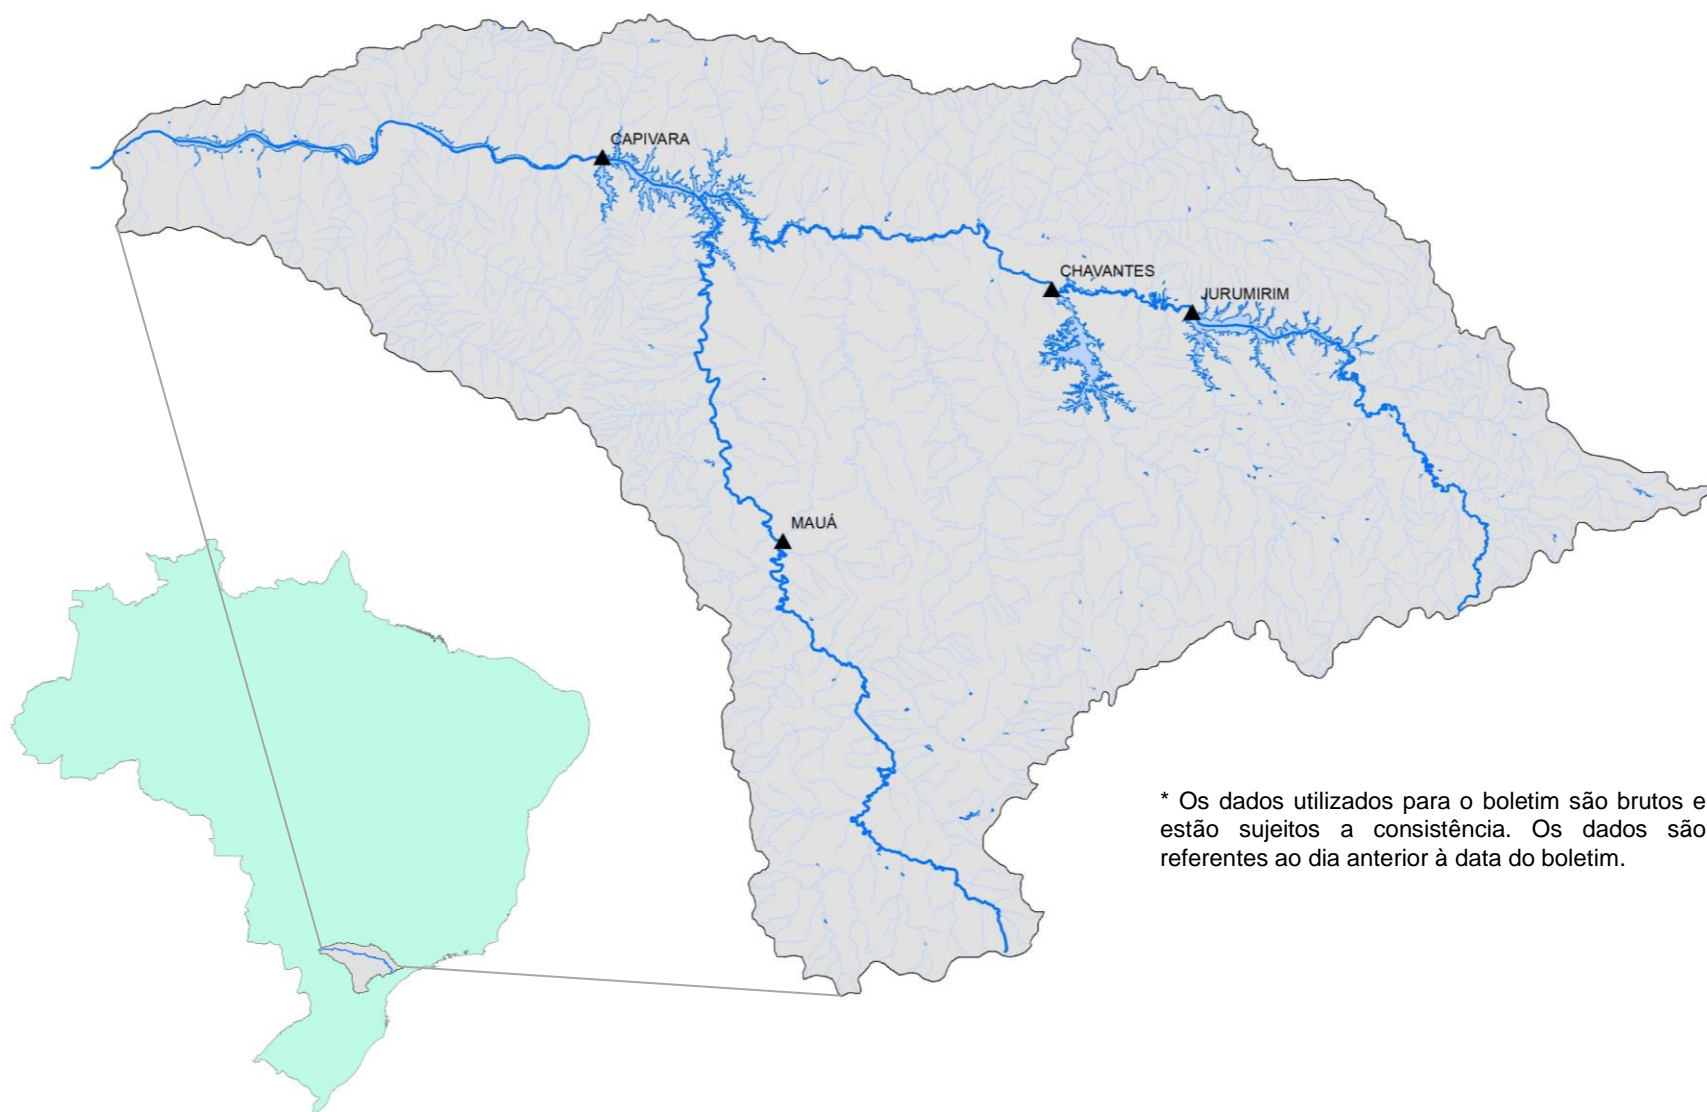 CAPIVARA
CHAVANTES
JURUMIRIM
MAUÁ
* Os dados utilizados para o boletim são brutos e
estão sujeitos a consistência. Os dados são
referentes ao dia anterior à data do boletim.